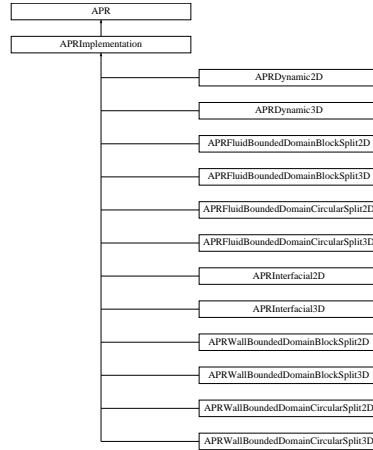 APR
APRImplementation
APRDynamic2D
APRDynamic3D
APRFluidBoundedDomainBlockSplit2D
APRFluidBoundedDomainBlockSplit3D
APRFluidBoundedDomainCircularSplit2D
APRFluidBoundedDomainCircularSplit3D
APRInterfacial2D
APRInterfacial3D
APRWallBoundedDomainBlockSplit2D
APRWallBoundedDomainBlockSplit3D
APRWallBoundedDomainCircularSplit2D
APRWallBoundedDomainCircularSplit3D